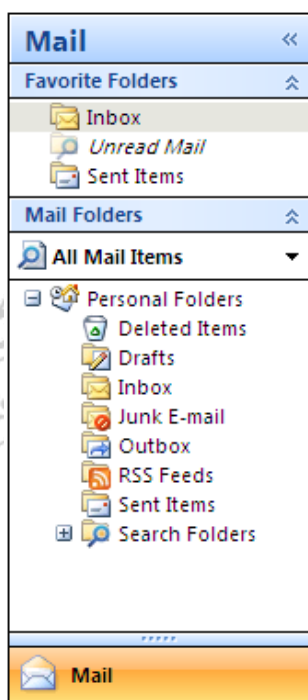 Mail
Favorite Folders
Inbox
Unread Mail
Sent Items
Mail Folders
All Mail Items
Personal Folders
Deleted Items
Drafts
Inbox
Junk E-mail
Outbox
RSS Feeds
Sent Items
Search Folders
Mail